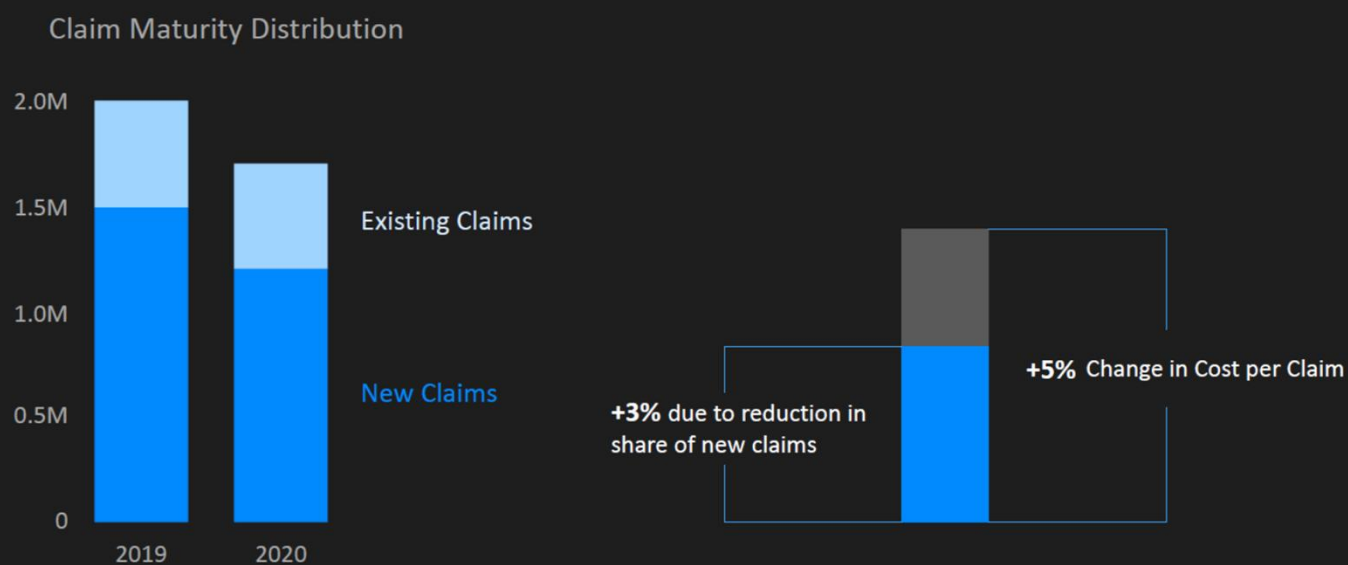 Claim Maturity Distribution
2.0M
1.5M
1.0M
0.5M
0
2019
2020
Existing Claims
New Claims
+3% due to reduction in
share of new claims
+5% Change in Cost per Claim